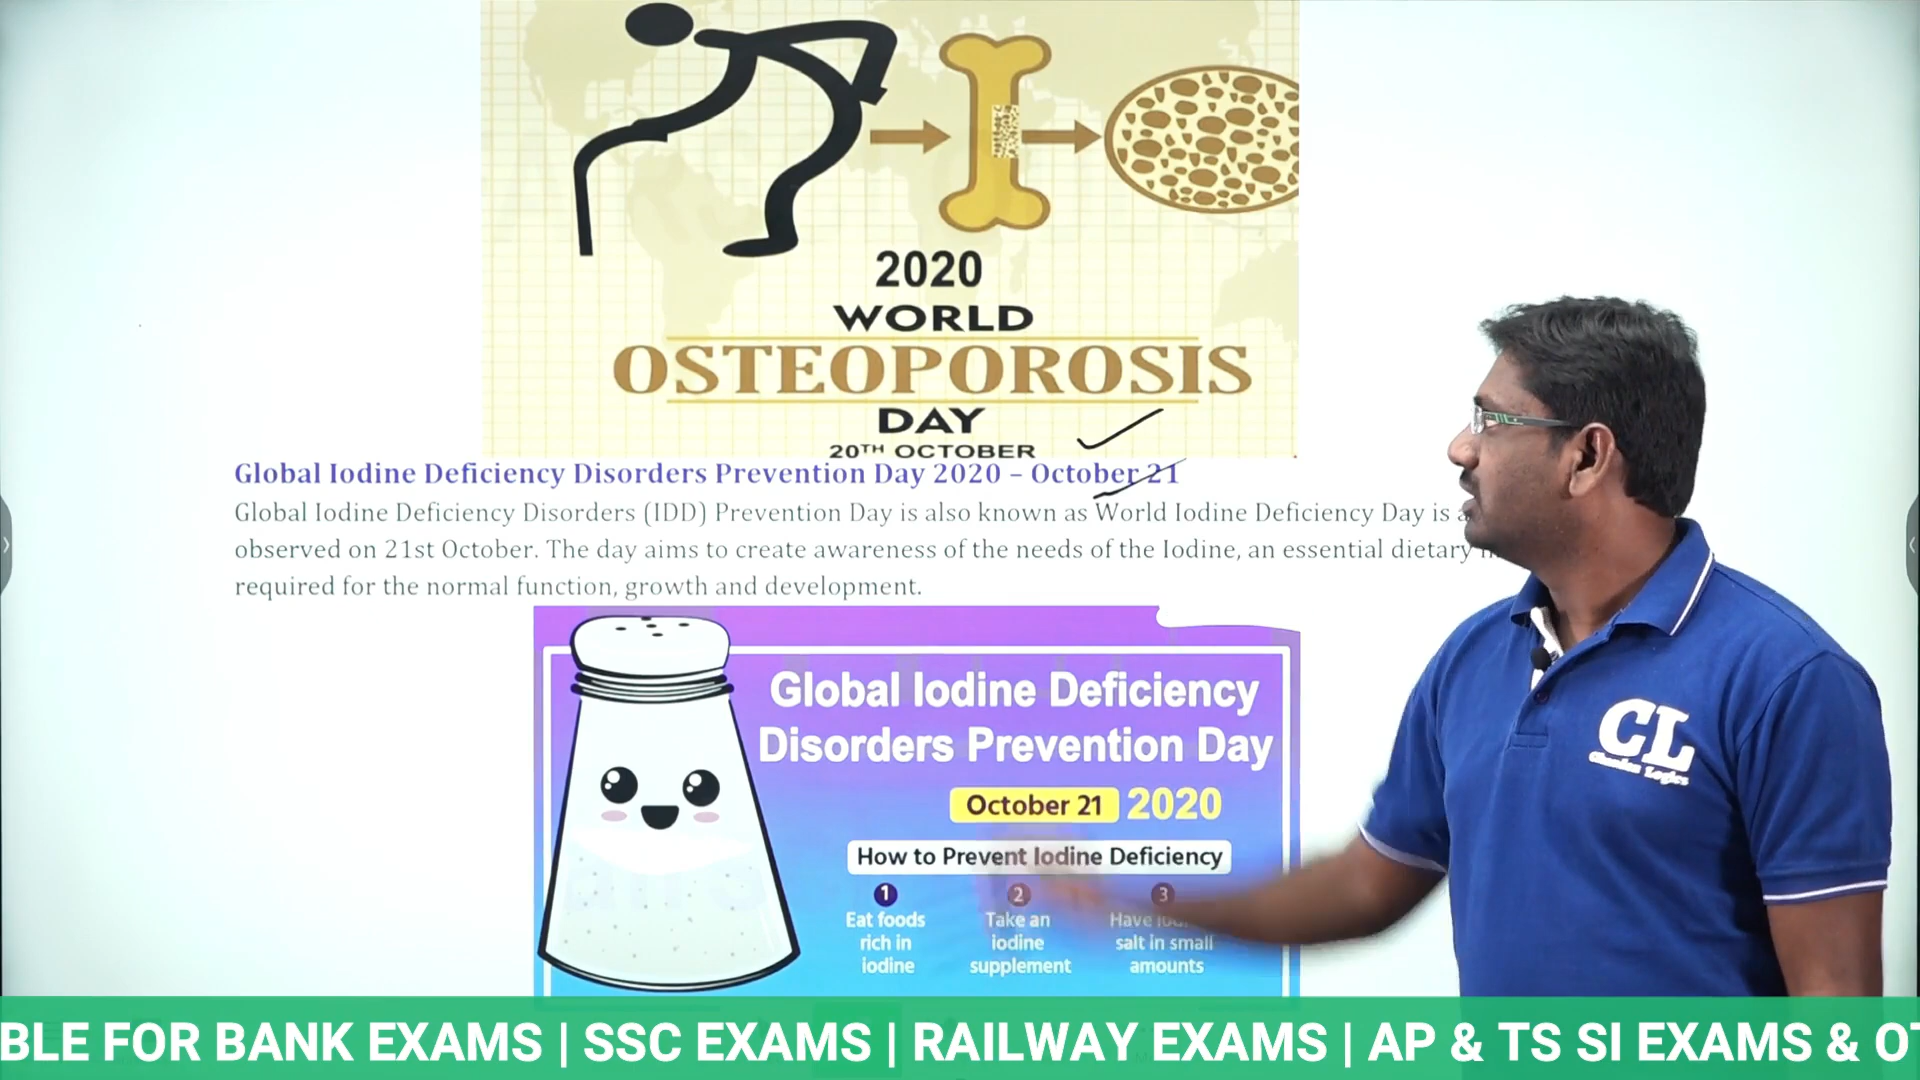 2020
WORLD
OSTEOPOROSIS
DAY
20TH OCTOBER
Global Iodine Deficiency Disorders Prevention Day 2020 – October 21
Global Iodine Deficiency Disorders (IDD) Prevention Day is also known as World Iodine Deficiency Day is
observed on 21st October. The day aims to create awareness of the needs of the Iodine, an essential dietary
required for the normal function, growth and development.
Global Iodine Deficiency
Disorders Prevention Day
October 21 2020
How to Prevent Iodine Deficiency
1
Eat foods
rich in
iodine
2
Take an
iodine
supplement
3
Have
salt in small
amounts
CL
BLE FOR BANK EXAMS | SSC EXAMS | RAILWAY EXAMS | AP & TS SI EXAMS & OT